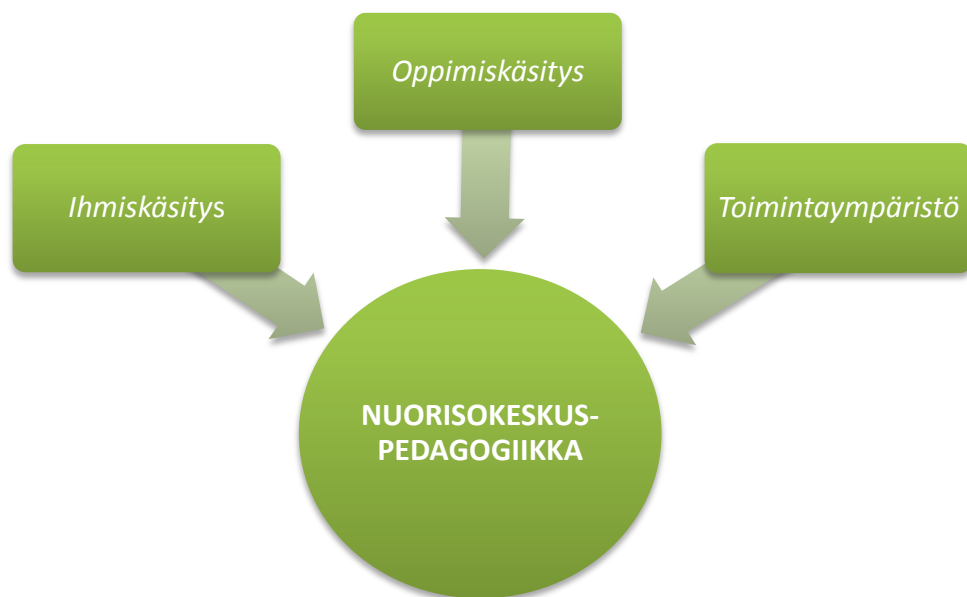 Oppimiskäsitys
Ihmiskäsitys
Toimintaympäristö
NUORISOKESKUS-
PEDAGOGIIKKA